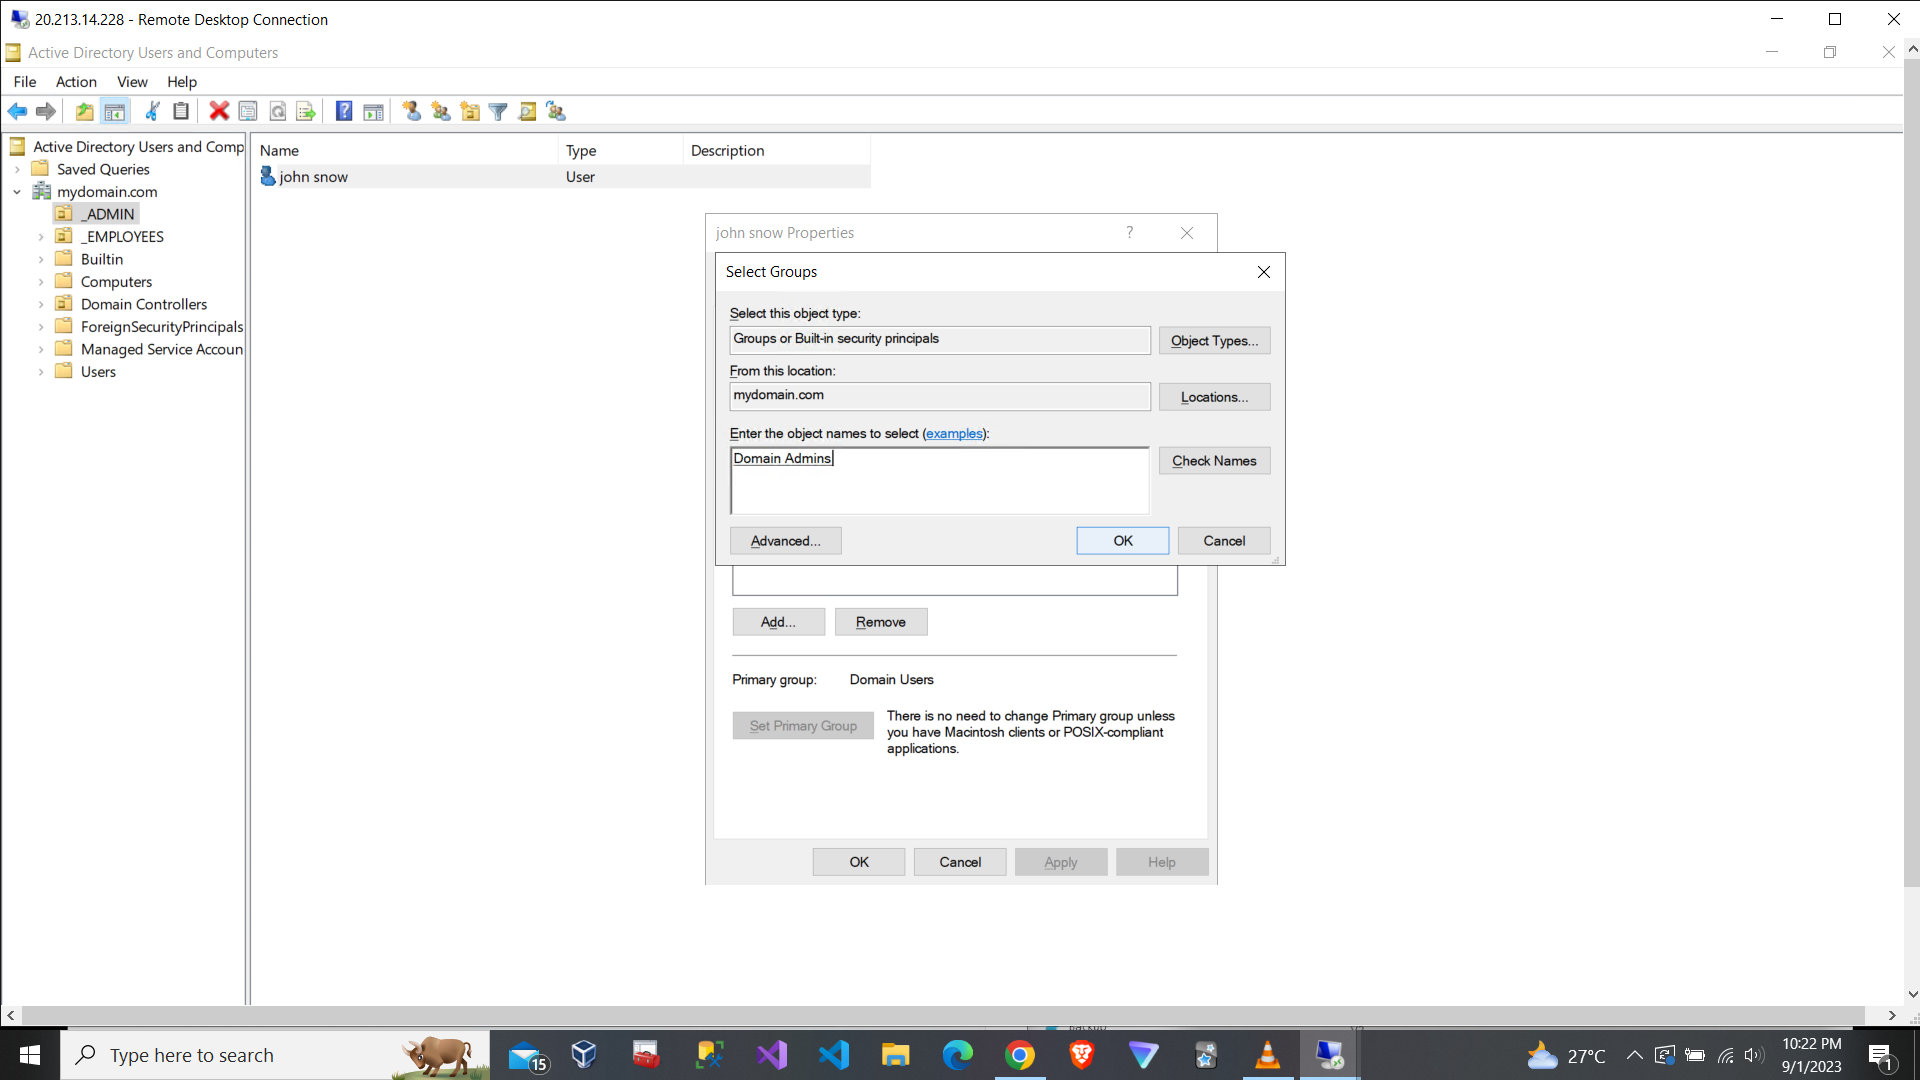 20.213.14.228 - Remote Desktop Connection
Active Directory Users and Computers
File Action View Help
Active Directory Users and Comp
Saved Queries
mydomain.com
_ADMIN
_EMPLOYEES
Builtin
Computers
Domain Controllers
ForeignSecurityPrincipals
Managed Service Accoun
Users
Name Type Description
john snow User
john snow Properties
Select Groups
Select this object type:
Groups or Built-in security principals
Object Types...
From this location:
mydomain.com
Locations...
Enter the object names to select (examples):
Domain Admins
Check Names
Advanced...
OK
Cancel
Add...
Remove
Primary group: Domain Users
Set Primary Group
There is no need to change Primary group unless
you have Macintosh clients or POSIX-compliant
applications.
OK
Cancel
Apply
Help
Type here to search
15
27°C
10:22 PM
9/1/2023
1